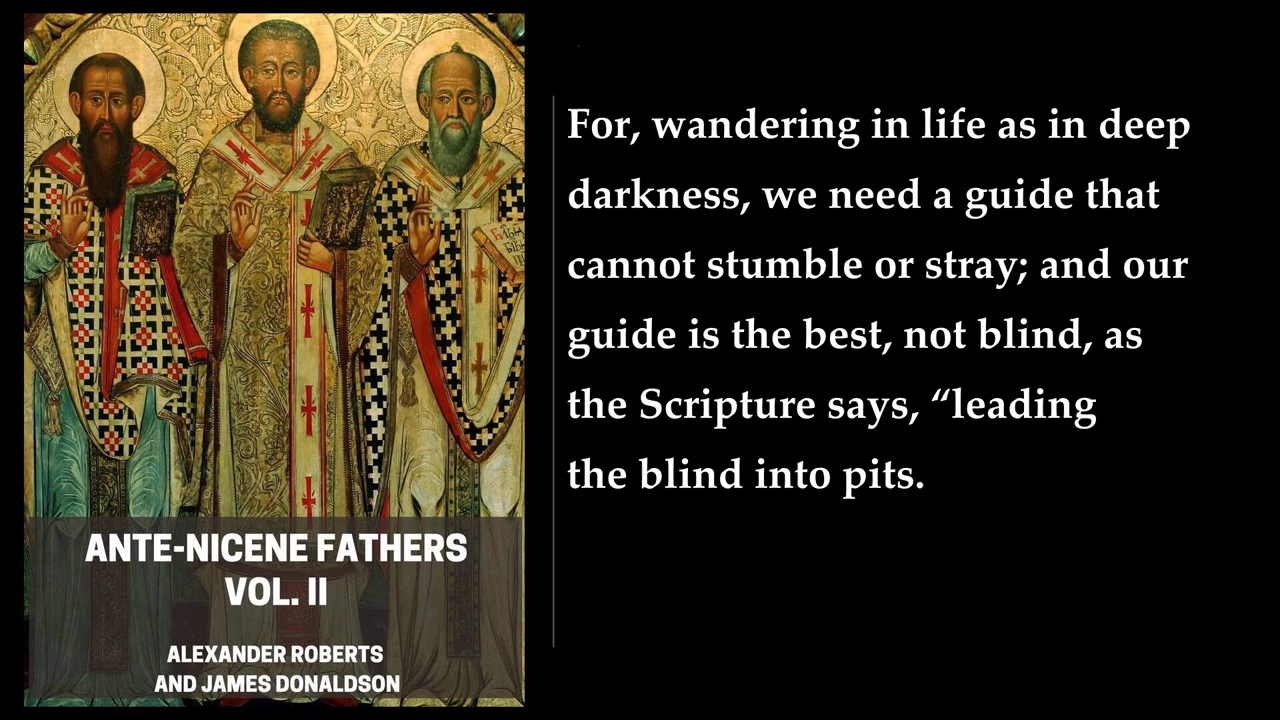 ANTE-NICENE FATHERS
VOL. II
ALEXANDER ROBERTS
AND JAMES DONALDSON
For, wandering in life as in deep
darkness, we need a guide that
cannot stumble or stray; and our
guide is the best, not blind, as
the Scripture says, “leading
the blind into pits.